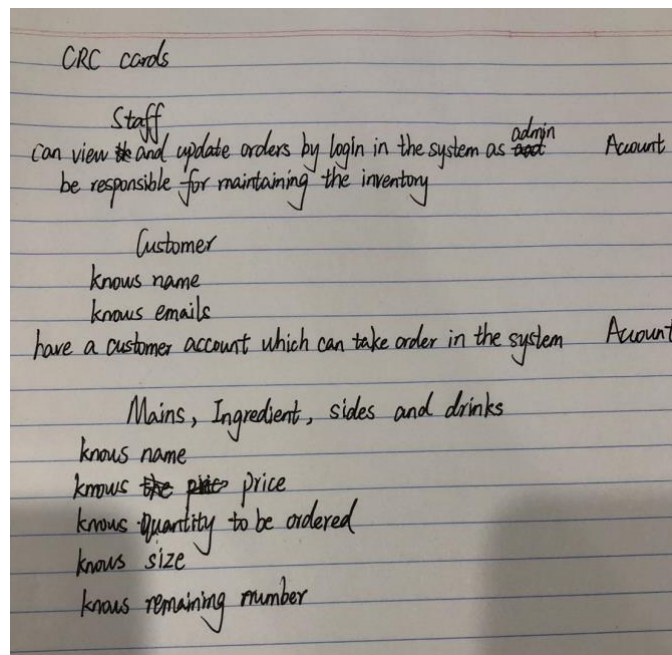 CRC cards
Staff
can view and update orders by login in the system as admin Account
be responsible for maintaining the inventory
Customer
knows name
knows emails
have a customer account which can take order in the system Account
Mains, Ingredient, sides and drinks
knows name
knows price
knows quantity to be ordered
knows size
knows remaining number